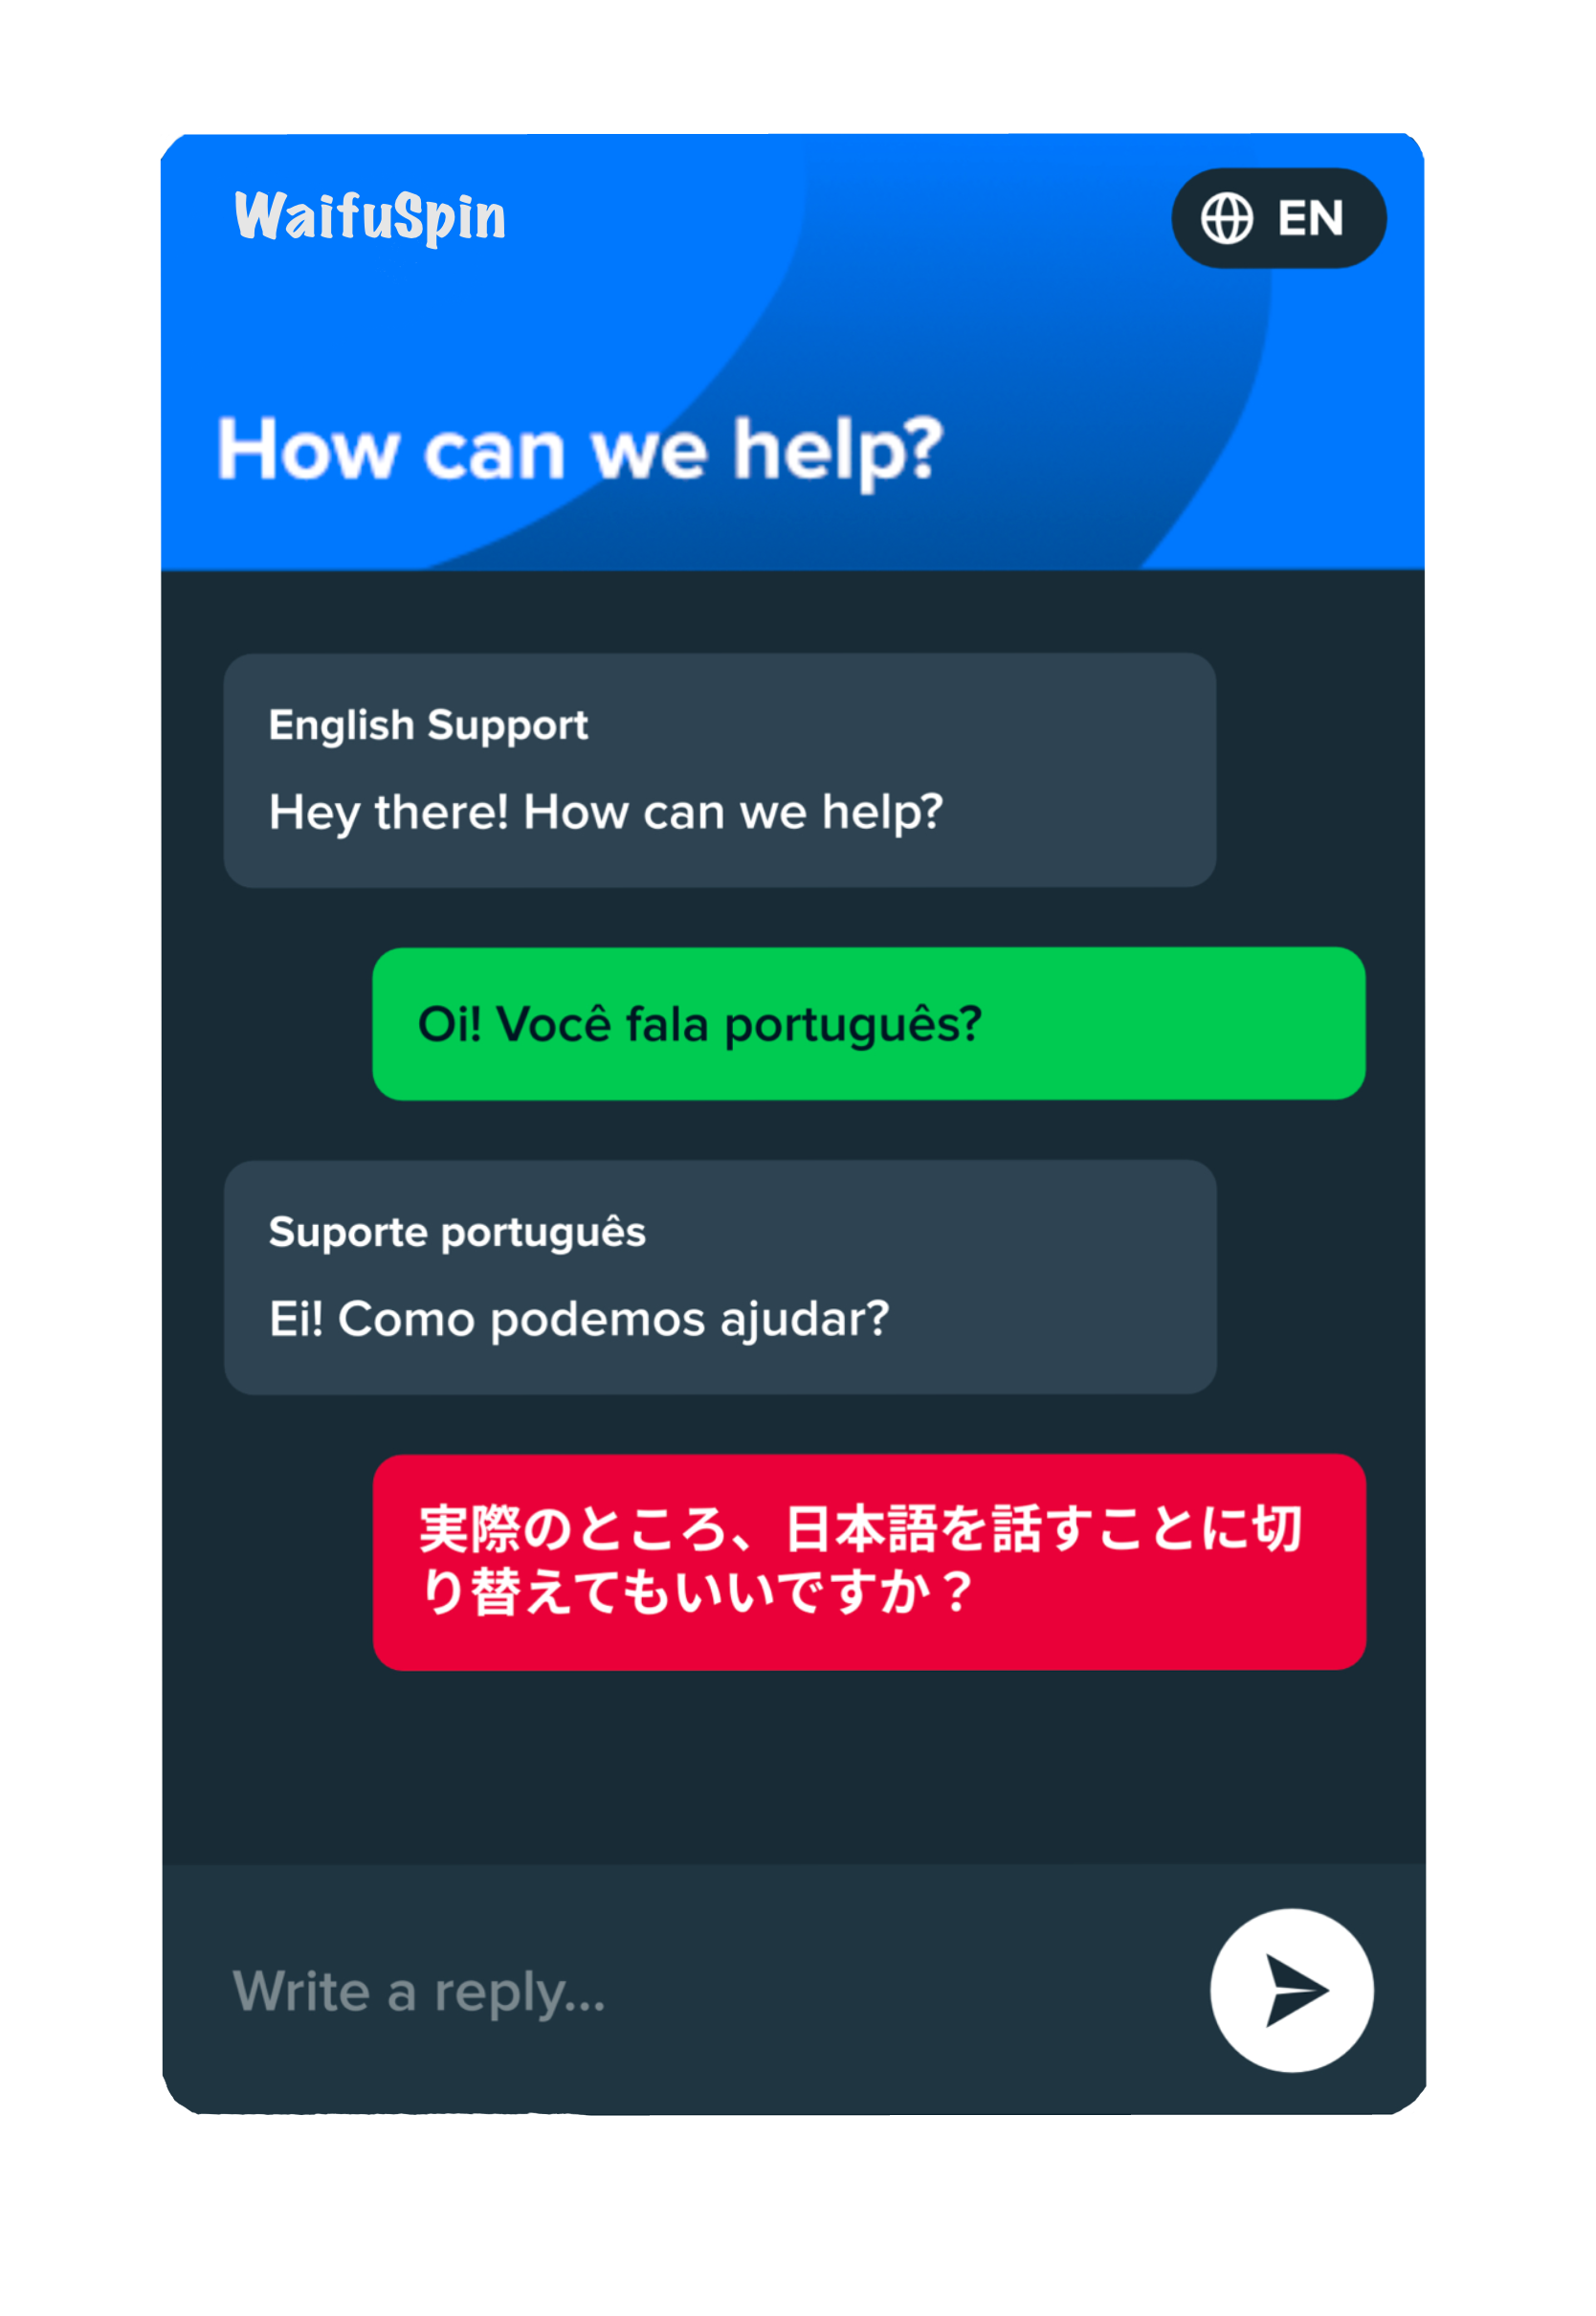 WaifuSpin
EN
How can we help?
English Support
Hey there! How can we help?
Oi! Você fala português?
Suporte português
Ei! Como podemos ajudar?
実際のところ、日本語を話すことに切
り替えてもいいですか？
Write a reply...